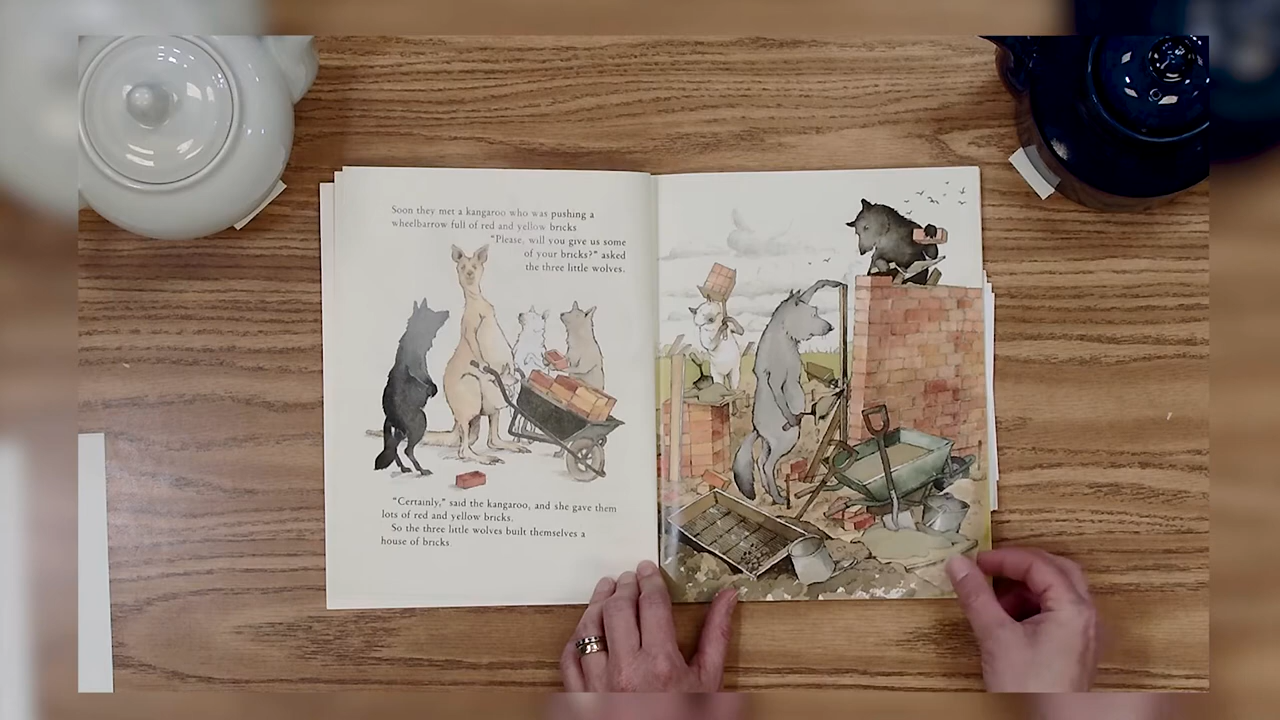 Soon they met a kangaroo who was pushing a
wheelbarrow full of red and yellow bricks
"Please, will you give us some
of your bricks?" asked
the three little wolves.
"Certainly," said the kangaroo, and she gave them
lots of red and yellow bricks.
So the three little wolves built themselves a
house of bricks